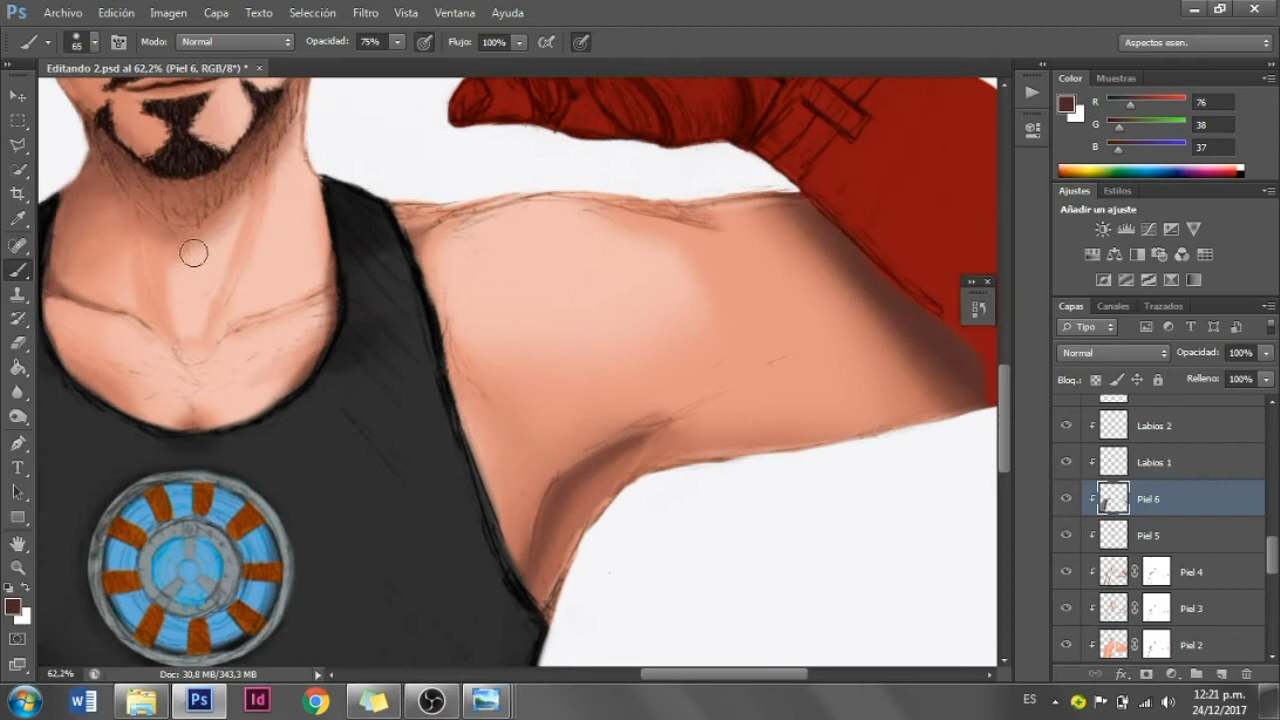 Ps Archivo Edición Imagen Capa Texto Selección Filtro Vista Ventana Ayuda
65 Modo: Normal Opacidad: 75% Flujo: 100% Aspectos esen.
Editando 2.psd al 62,2% (Piel 6, RGB/8*) * ×
Color Muestras
R 76
G 38
B 37
Ajustes Estilos
Añadir un ajuste
Capas Canales Trazados
Tipo
Normal Opacidad: 100%
Bloq.: Relleno: 100%
Labios 2
Labios 1
Piel 6
Piel 5
Piel 4
Piel 3
Piel 2
T
62,2% Doc: 30,8 MB/343,3 MB
fx
W Ps Id ES 12:21 p.m.
24/12/2017